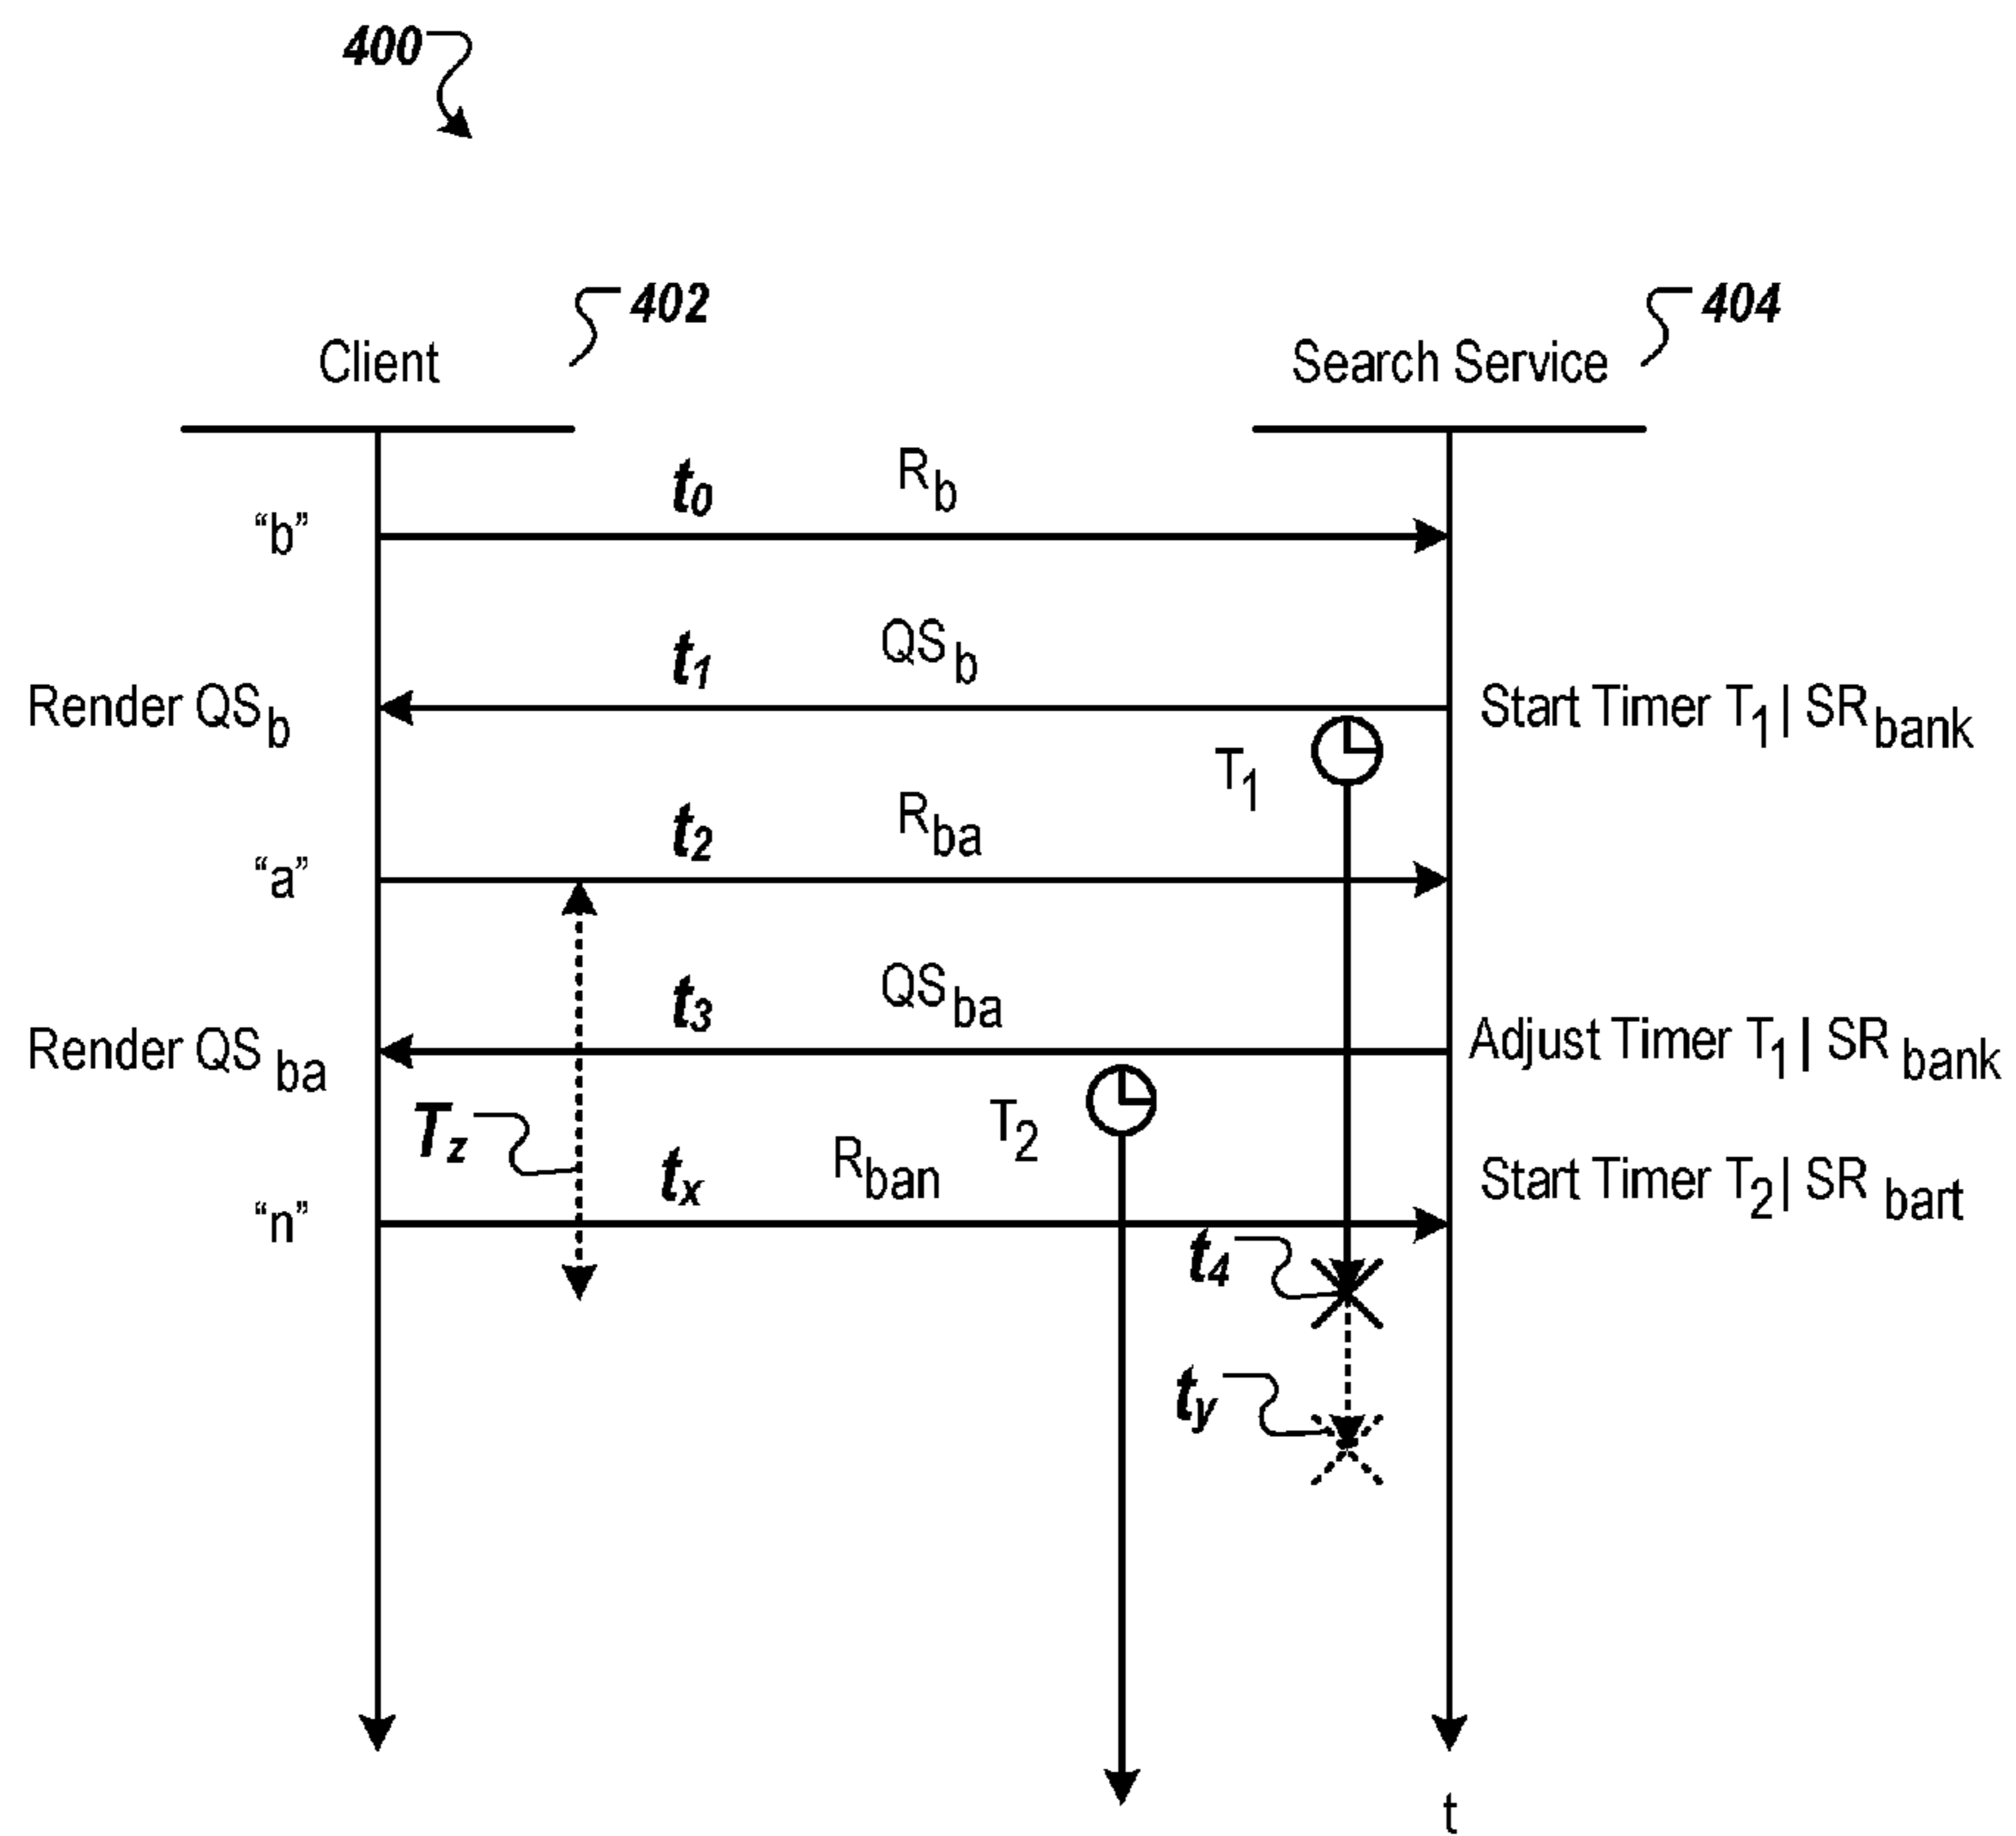 400
402
404
Client
Search Service
t0
Rb
“b”
t1
QSb
Render QSb
Start Timer T1| SRbank
T1
t2
Rba
“a”
t3
QSba
Render QS ba
Adjust Timer T1| SR bank
T2
Tz
tx
Rban
Start Timer T2| SR bart
“n”
t4
ty
t